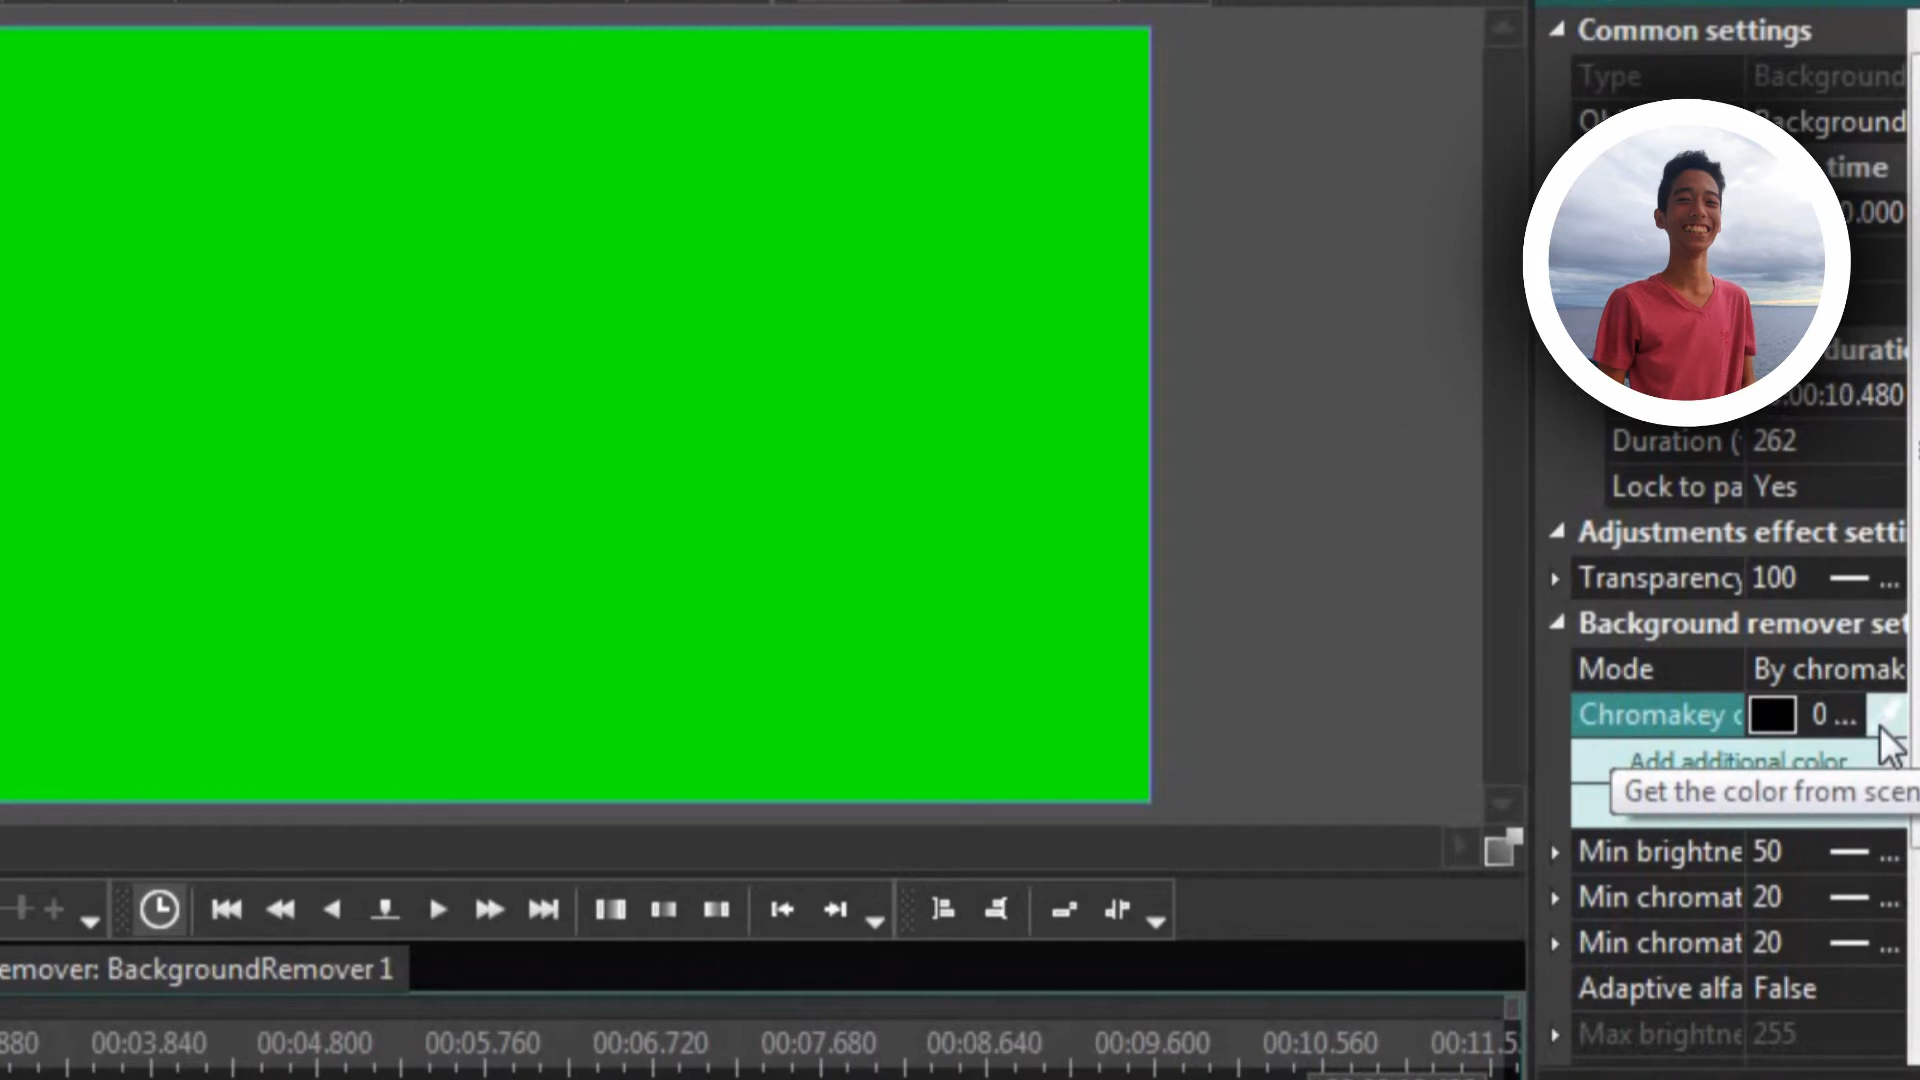 Common settings
Type Background
Background
time
0.000
durati
00:10.480
Duration ( 262
Lock to pa Yes
Adjustments effect setti
Transparency 100 ...
Background remover set
Mode By chromak
Chromakey c 0 ...
Add additional color
Get the color from scen
Min brightne 50 ...
Min chromat 20 ...
Min chromat 20 ...
Adaptive alfa False
Max brightne 255
emover: BackgroundRemover 1
880 00:03.840 00:04.800 00:05.760 00:06.720 00:07.680 00:08.640 00:09.600 00:10.560 00:11.5